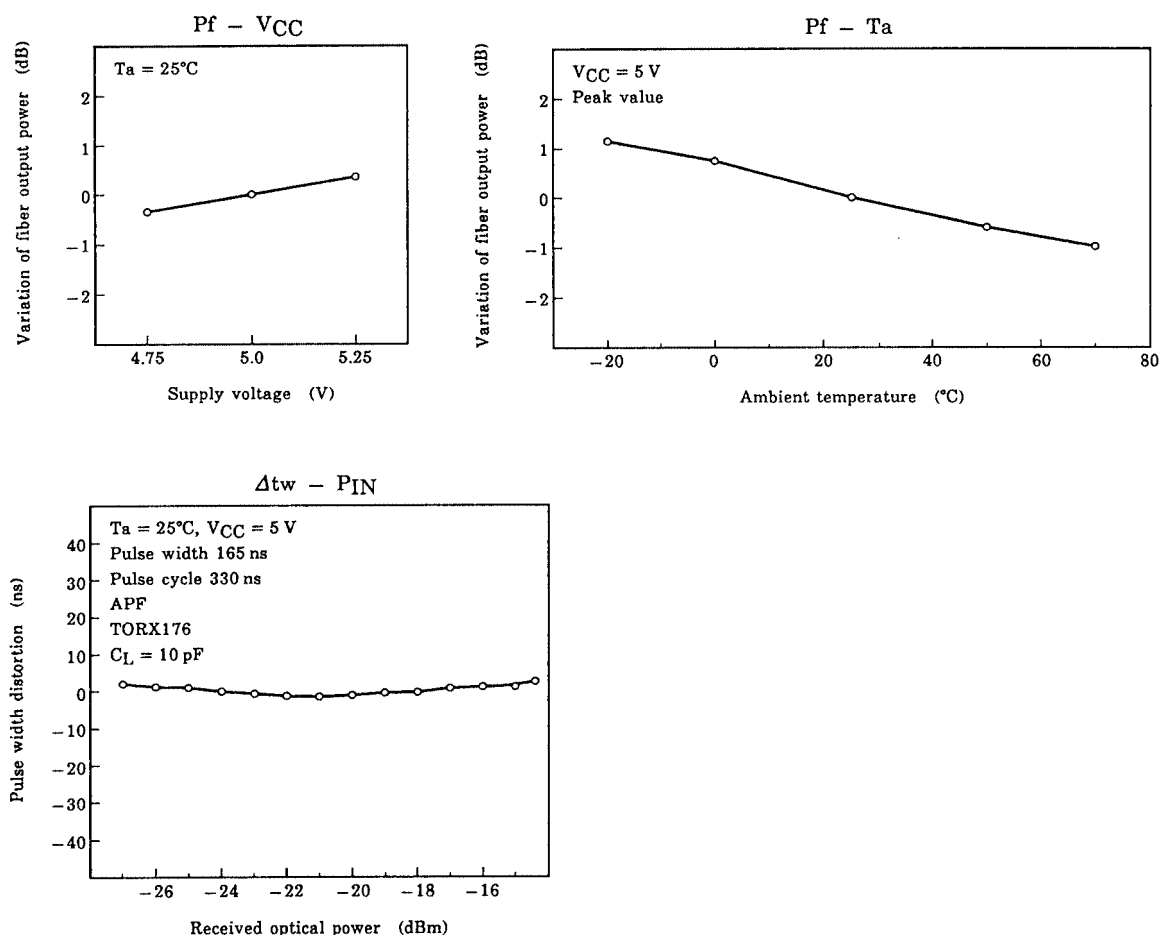 Pf – VCC
Variation of fiber output power (dB)
Ta = 25°C
2
1
0
−1
−2
4.75 5.0 5.25
Supply voltage (V)
Pf – Ta
Variation of fiber output power (dB)
VCC = 5 V
Peak value
2
1
0
−1
−2
−20 0 20 40 60 80
Ambient temperature (°C)
Δtw – PIN
Pulse width distortion (ns)
Ta = 25°C, VCC = 5 V
Pulse width 165 ns
Pulse cycle 330 ns
APF
TORX176
CL = 10 pF
40
30
20
10
0
−10
−20
−30
−40
−26 −24 −22 −20 −18 −16
Received optical power (dBm)